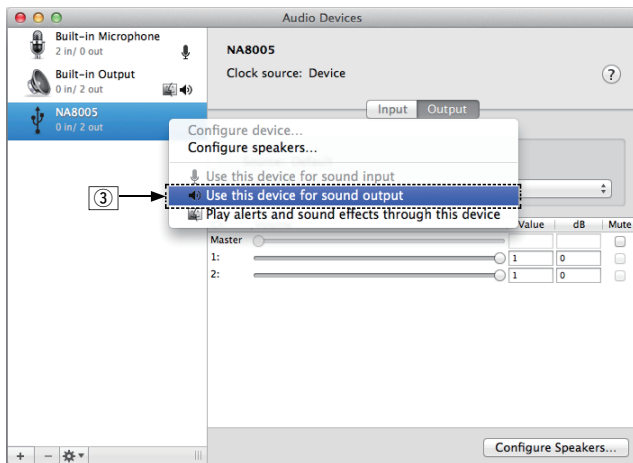 Audio Devices
Built-in Microphone
2 in/ 0 out
Built-in Output
0 in/ 2 out
NA8005
0 in/ 2 out
NA8005
Clock source: Device
?
Input Output
Configure device...
Configure speakers...
Use this device for sound input
③ Use this device for sound output
Play alerts and sound effects through this device
Value dB Mute
Master
1: 1 0
2: 1 0
+ −
Configure Speakers...